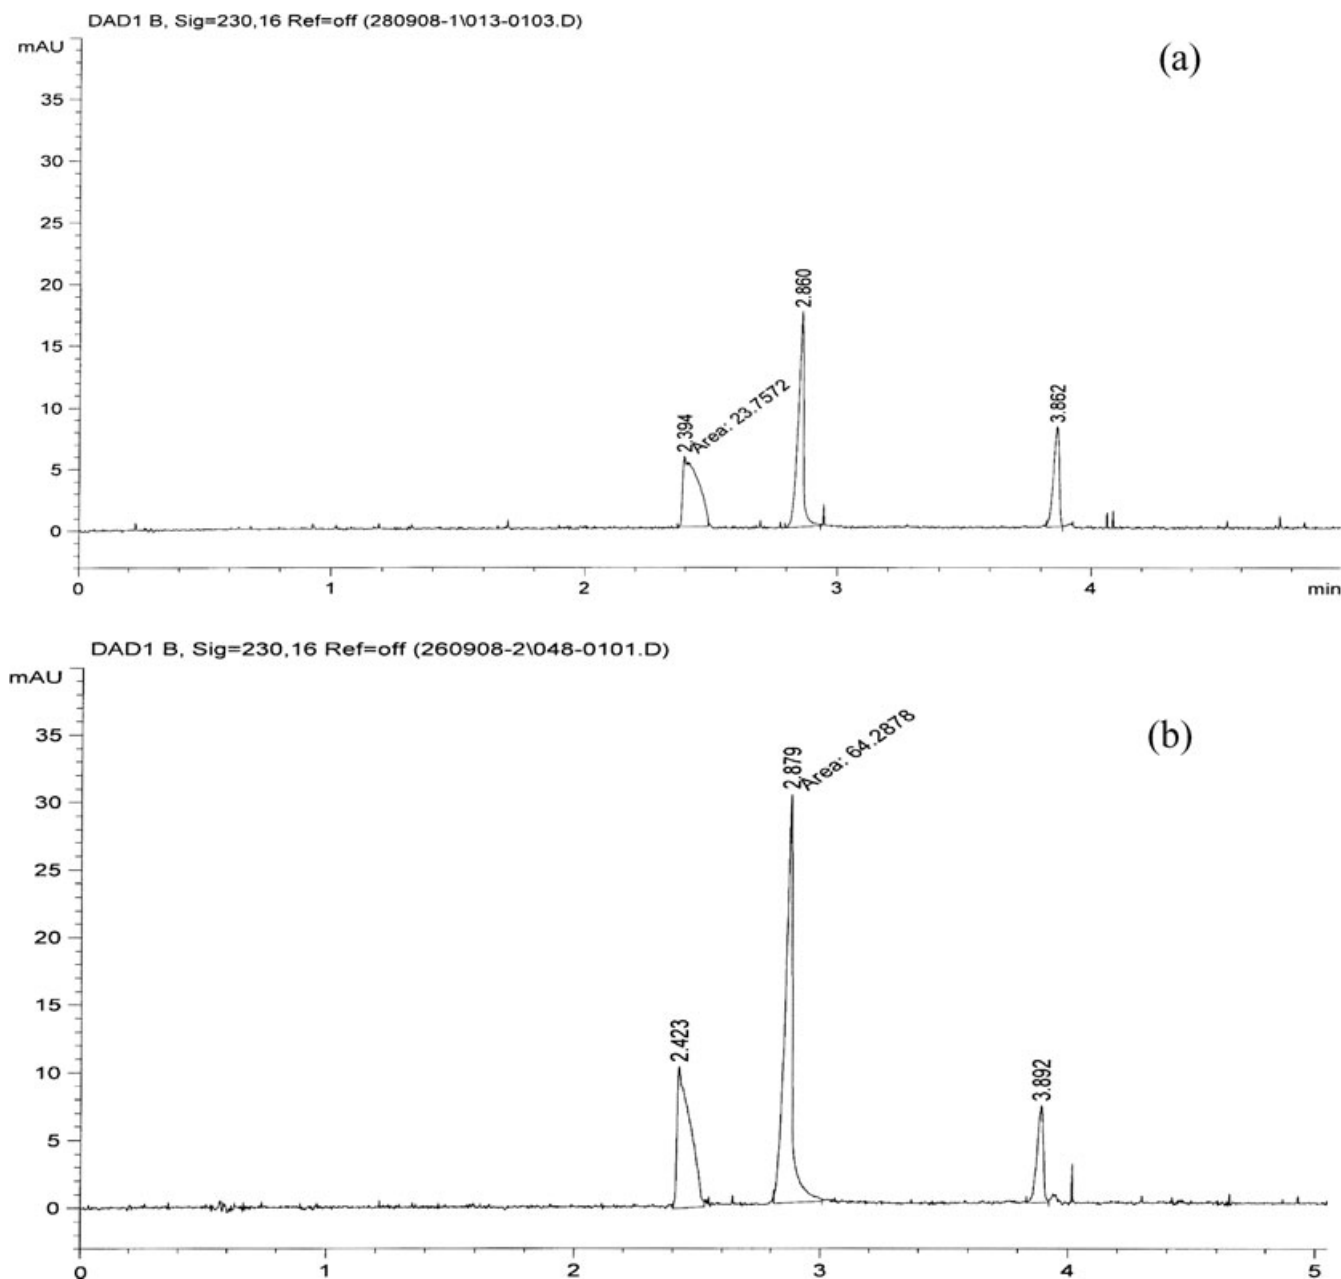 DAD1 B, Sig=230,16 Ref=off (280908-1\013-0103.D)
mAU
(a)
35
30
25
20
15
10
5
0
2.394
Area: 23.7572
2.860
3.862
0 1 2 3 4 min
DAD1 B, Sig=230,16 Ref=off (260908-2\048-0101.D)
mAU
(b)
35
30
25
20
15
10
5
0
2.423
2.879
Area: 64.2878
3.892
0 1 2 3 4 5